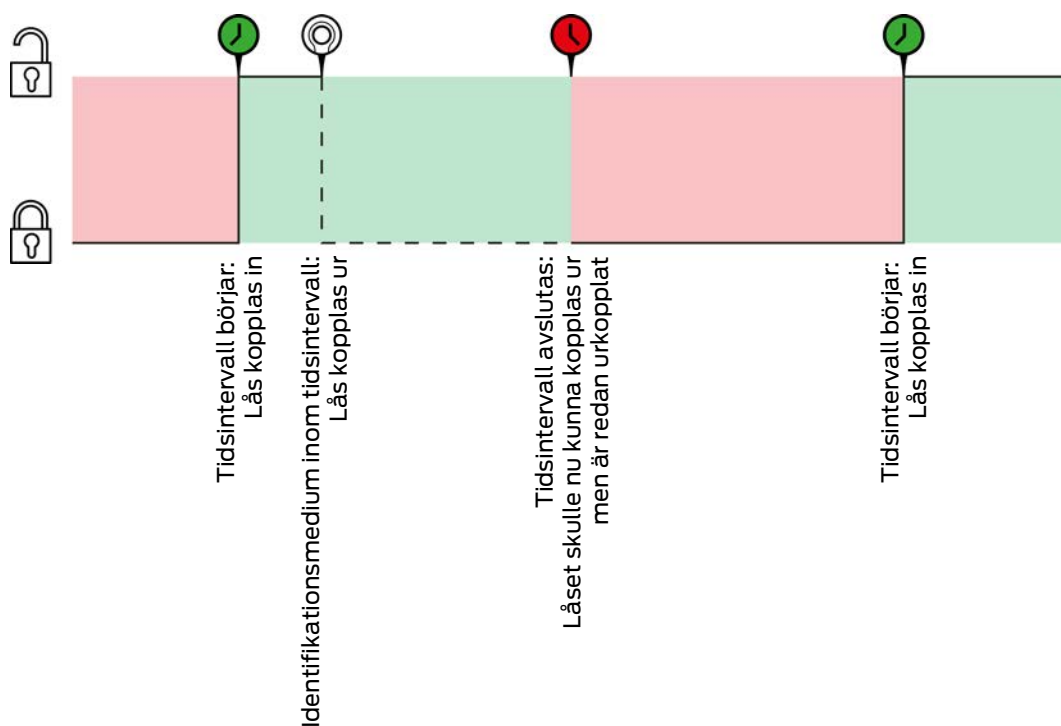 Tidsintervall börjar:
Lås kopplas in
Identifikationsmedium inom tidsintervall:
Lås kopplas ur
Tidsintervall avslutas:
Låset skulle nu kunna kopplas ur
men är redan urkopplat
Tidsintervall börjar:
Lås kopplas in